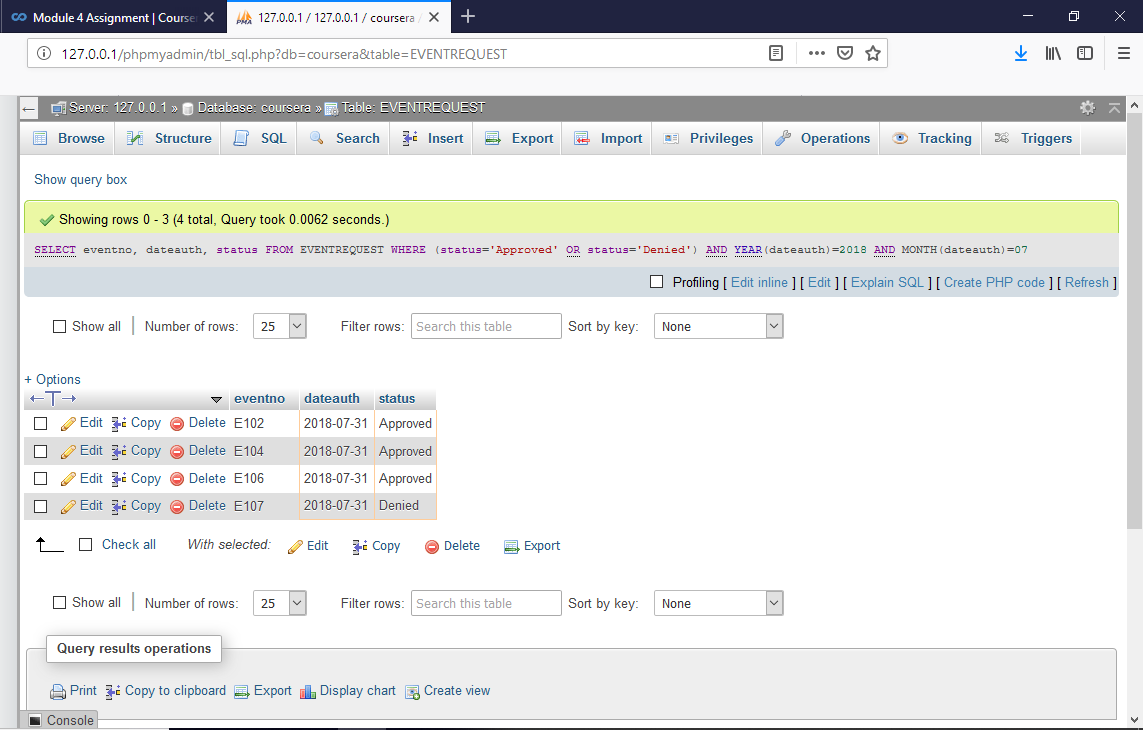 Module 4 Assignment | Course
127.0.0.1 / 127.0.0.1 / coursera
127.0.0.1/phpmyadmin/tbl_sql.php?db=coursera&table=EVENTREQUEST
Server: 127.0.0.1 » Database: coursera » Table: EVENTREQUEST
Browse Structure SQL Search Insert Export Import Privileges Operations Tracking Triggers
Show query box
Showing rows 0 - 3 (4 total, Query took 0.0062 seconds.)
SELECT eventno, dateauth, status FROM EVENTREQUEST WHERE (status='Approved' OR status='Denied') AND YEAR(dateauth)=2018 AND MONTH(dateauth)=07
Profiling [ Edit inline ] [ Edit ] [ Explain SQL ] [ Create PHP code ] [ Refresh ]
Show all Number of rows: 25 Filter rows: Search this table Sort by key: None
+ Options
←T→ eventno dateauth status
Edit Copy Delete E102 2018-07-31 Approved
Edit Copy Delete E104 2018-07-31 Approved
Edit Copy Delete E106 2018-07-31 Approved
Edit Copy Delete E107 2018-07-31 Denied
Check all With selected: Edit Copy Delete Export
Show all Number of rows: 25 Filter rows: Search this table Sort by key: None
Query results operations
Print Copy to clipboard Export Display chart Create view
Console